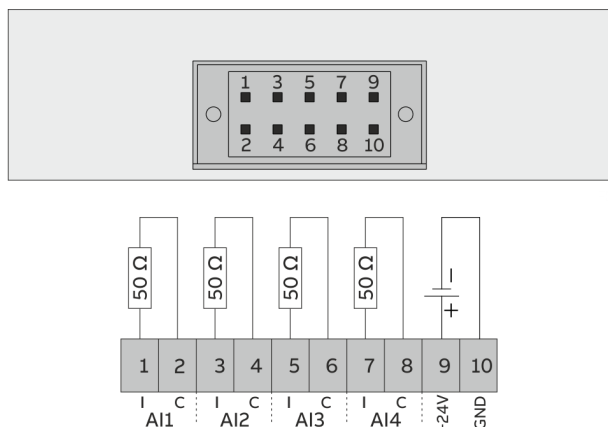 1 3 5 7 9
2 4 6 8 10
50 Ω 50 Ω 50 Ω 50 Ω − +
1 2 3 4 5 6 7 8 9 10
I C I C I C I C -24V GND
AI1 AI2 AI3 AI4